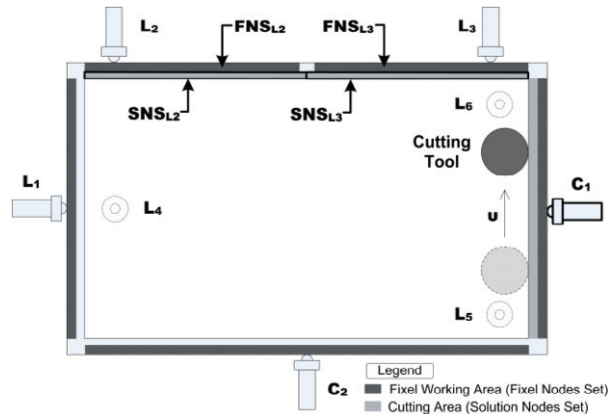 L2
FNSL2
FNSL3
L3
SNSL2
SNSL3
L6
Cutting
Tool
L1
L4
C1
u
L5
C2
Legend
Fixel Working Area (Fixel Nodes Set)
Cutting Area (Solution Nodes Set)